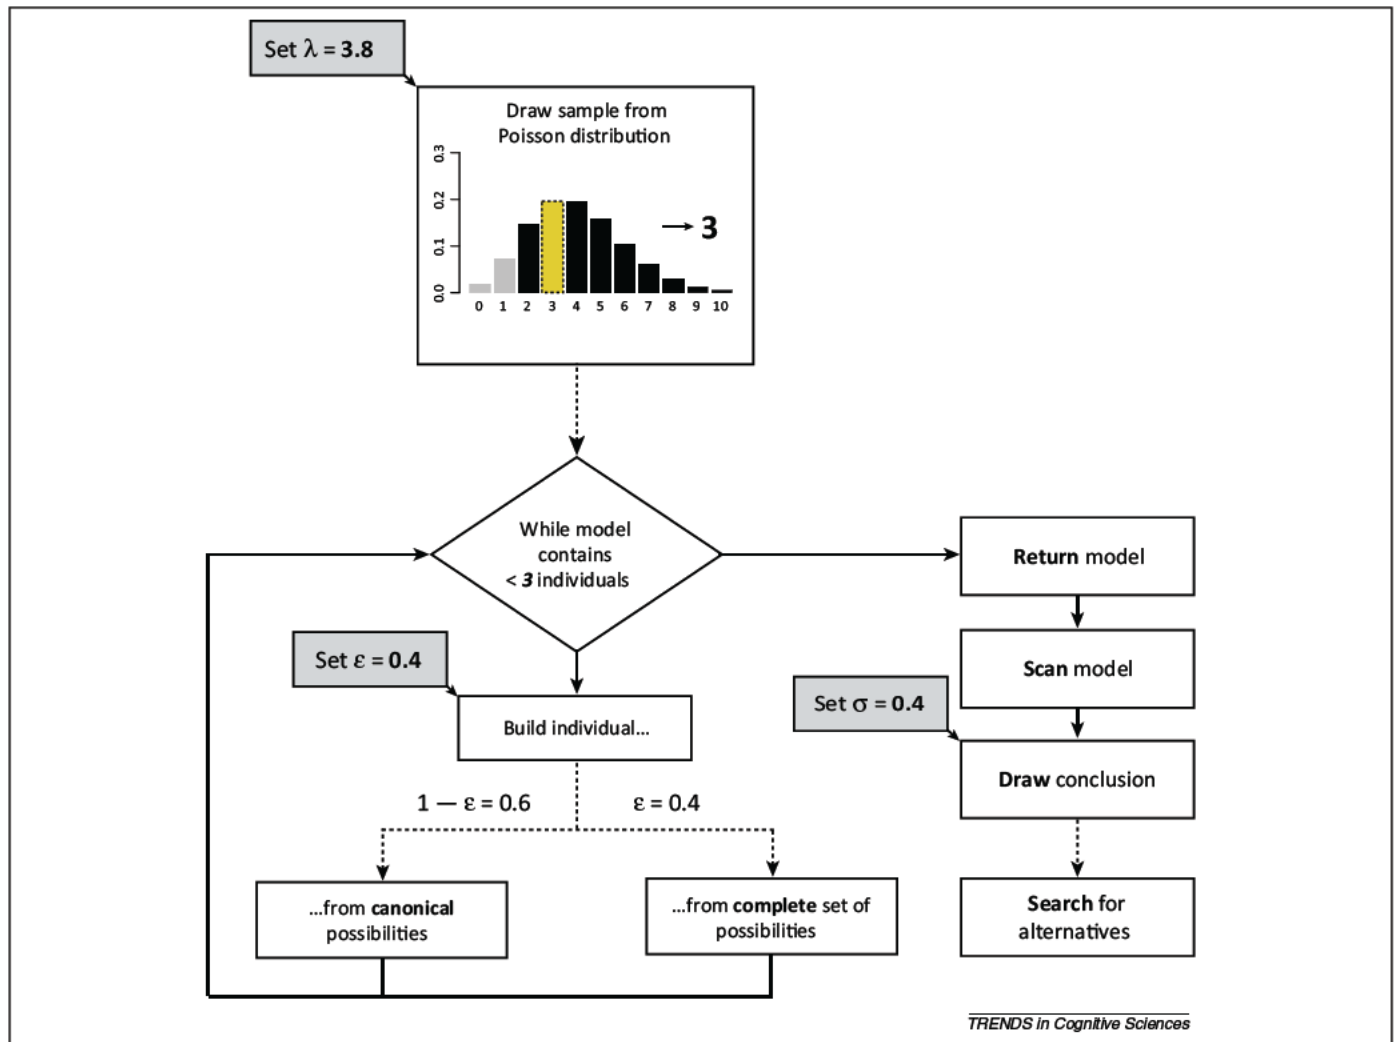 Set λ = 3.8
Draw sample from
Poisson distribution
0.3
0.2
0.1
0.0
→ 3
0 1 2 3 4 5 6 7 8 9 10
While model
contains
< 3 individuals
Return model
Set ε = 0.4
Scan model
Set σ = 0.4
Build individual...
Draw conclusion
1 — ε = 0.6
ε = 0.4
...from canonical
possibilities
...from complete set of
possibilities
Search for
alternatives
TRENDS in Cognitive Sciences